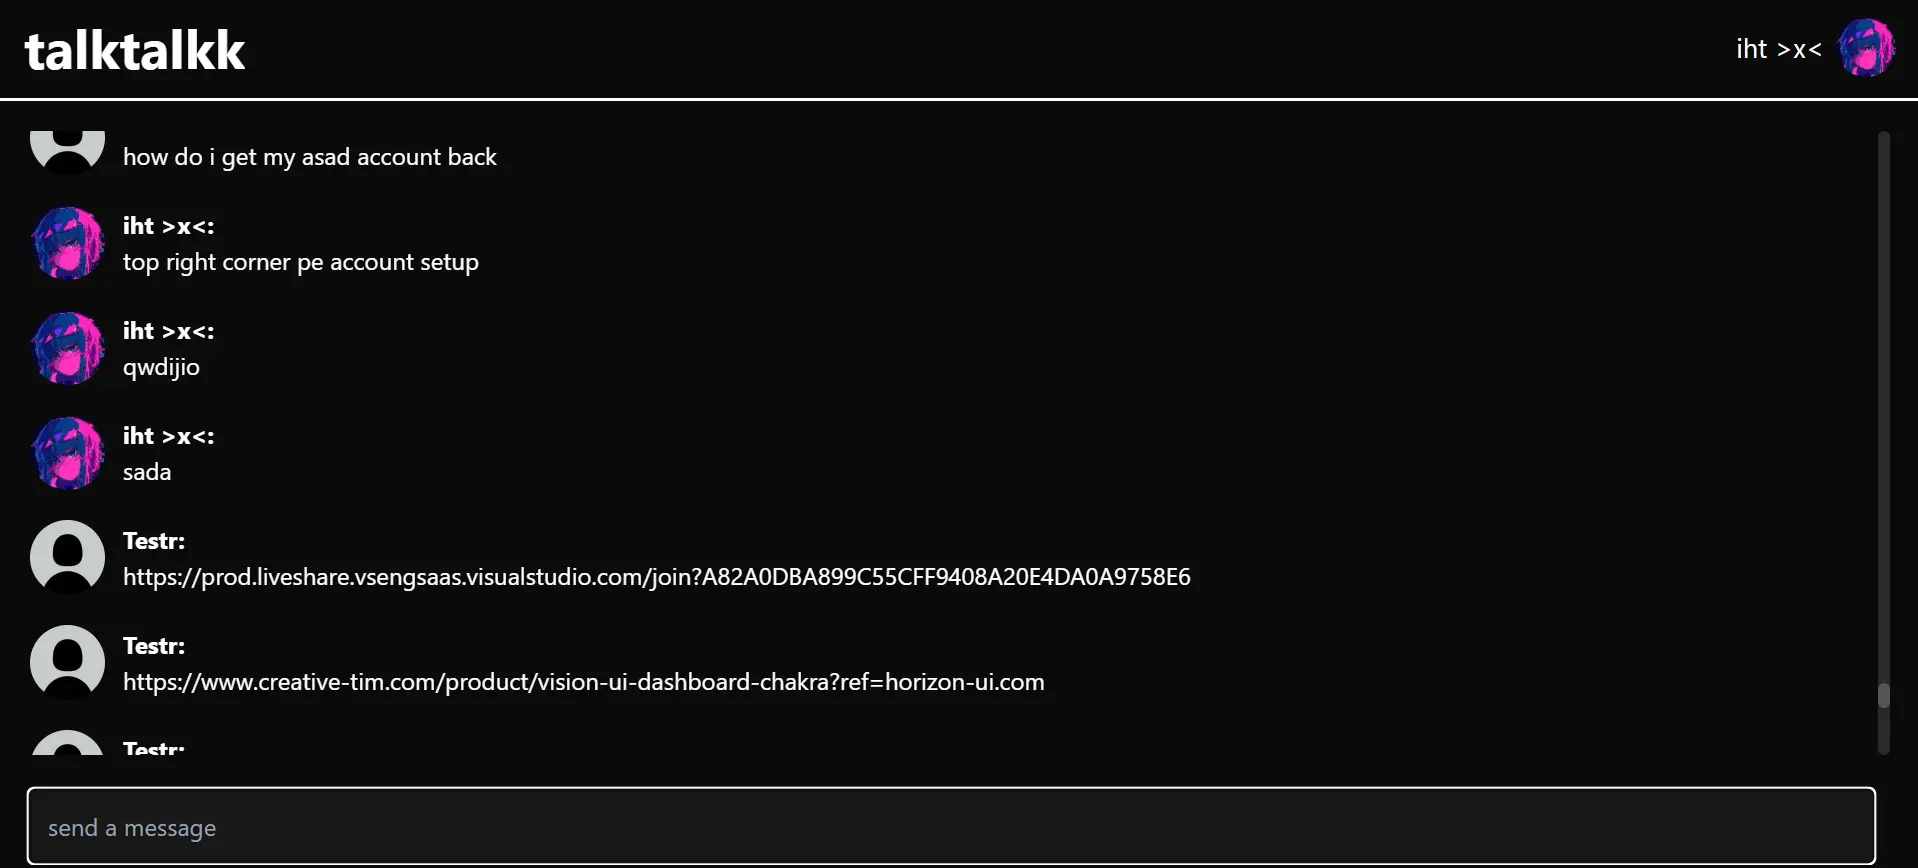 talktalkk
iht >x<
how do i get my asad account back
iht >x<:
top right corner pe account setup
iht >x<:
qwdijio
iht >x<:
sada
Testr:
https://prod.liveshare.vsengsaas.visualstudio.com/join?A82A0DBA899C55CFF9408A20E4DA0A9758E6
Testr:
https://www.creative-tim.com/product/vision-ui-dashboard-chakra?ref=horizon-ui.com
Testr:
send a message